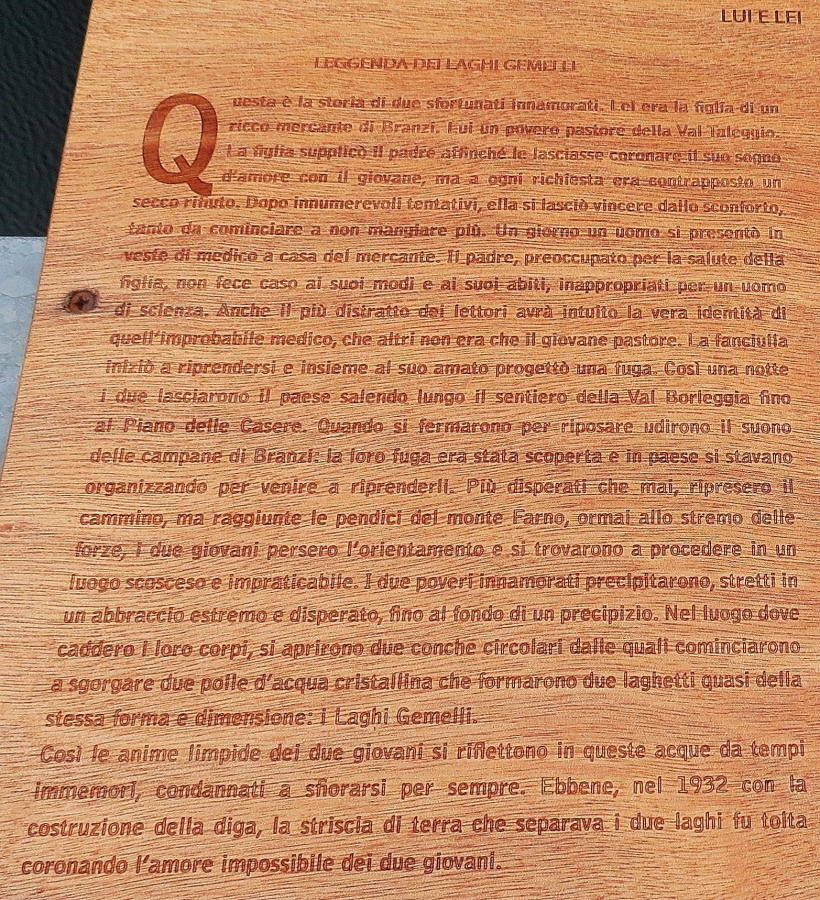 LUI E LEI
LEGGENDA DEI LAGHI GEMELLI
Questa è la storia di due sfortunati innamorati. Lei era la figlia di un
ricco mercante di Branzi. Lui un povero pastore della Val Taleggio.
La figlia supplicò il padre affinché le lasciasse coronare il suo sogno
d'amore con il giovane, ma a ogni richiesta era contrapposto un
secco rifiuto. Dopo innumerevoli tentativi, ella si lasciò vincere dallo sconforto,
tanto da cominciare a non mangiare più. Un giorno un uomo si presentò in
veste di medico a casa del mercante. Il padre, preoccupato per la salute della
figlia, non fece caso ai suoi modi e ai suoi abiti, inappropriati per un uomo
di scienza. Anche il più distratto dei lettori avrà intuito la vera identità di
quell'improbabile medico, che altri non era che il giovane pastore. La fanciulla
iniziò a riprendersi e insieme al suo amato progettò una fuga. Così una notte
i due lasciarono il paese salendo lungo il sentiero della Val Borleggia fino
al Piano delle Casere. Quando si fermarono per riposare udirono il suono
delle campane di Branzi: la loro fuga era stata scoperta e in paese si stavano
organizzando per venire a riprenderli. Più disperati che mai, ripresero il
cammino, ma raggiunte le pendici del monte Farno, ormai allo stremo delle
forze, i due giovani persero l'orientamento e si trovarono a procedere in un
luogo scosceso e impraticabile. I due poveri innamorati precipitarono, stretti in
un abbraccio estremo e disperato, fino al fondo di un precipizio. Nel luogo dove
caddero i loro corpi, si aprirono due conche circolari dalle quali cominciarono
a sgorgare due polle d'acqua cristallina che formarono due laghetti quasi della
stessa forma e dimensione: i Laghi Gemelli.
Così le anime limpide dei due giovani si riflettono in queste acque da tempi
immemori, condannati a sfiorarsi per sempre. Ebbene, nel 1932 con la
costruzione della diga, la striscia di terra che separava i due laghi fu tolta
coronando l'amore impossibile dei due giovani.